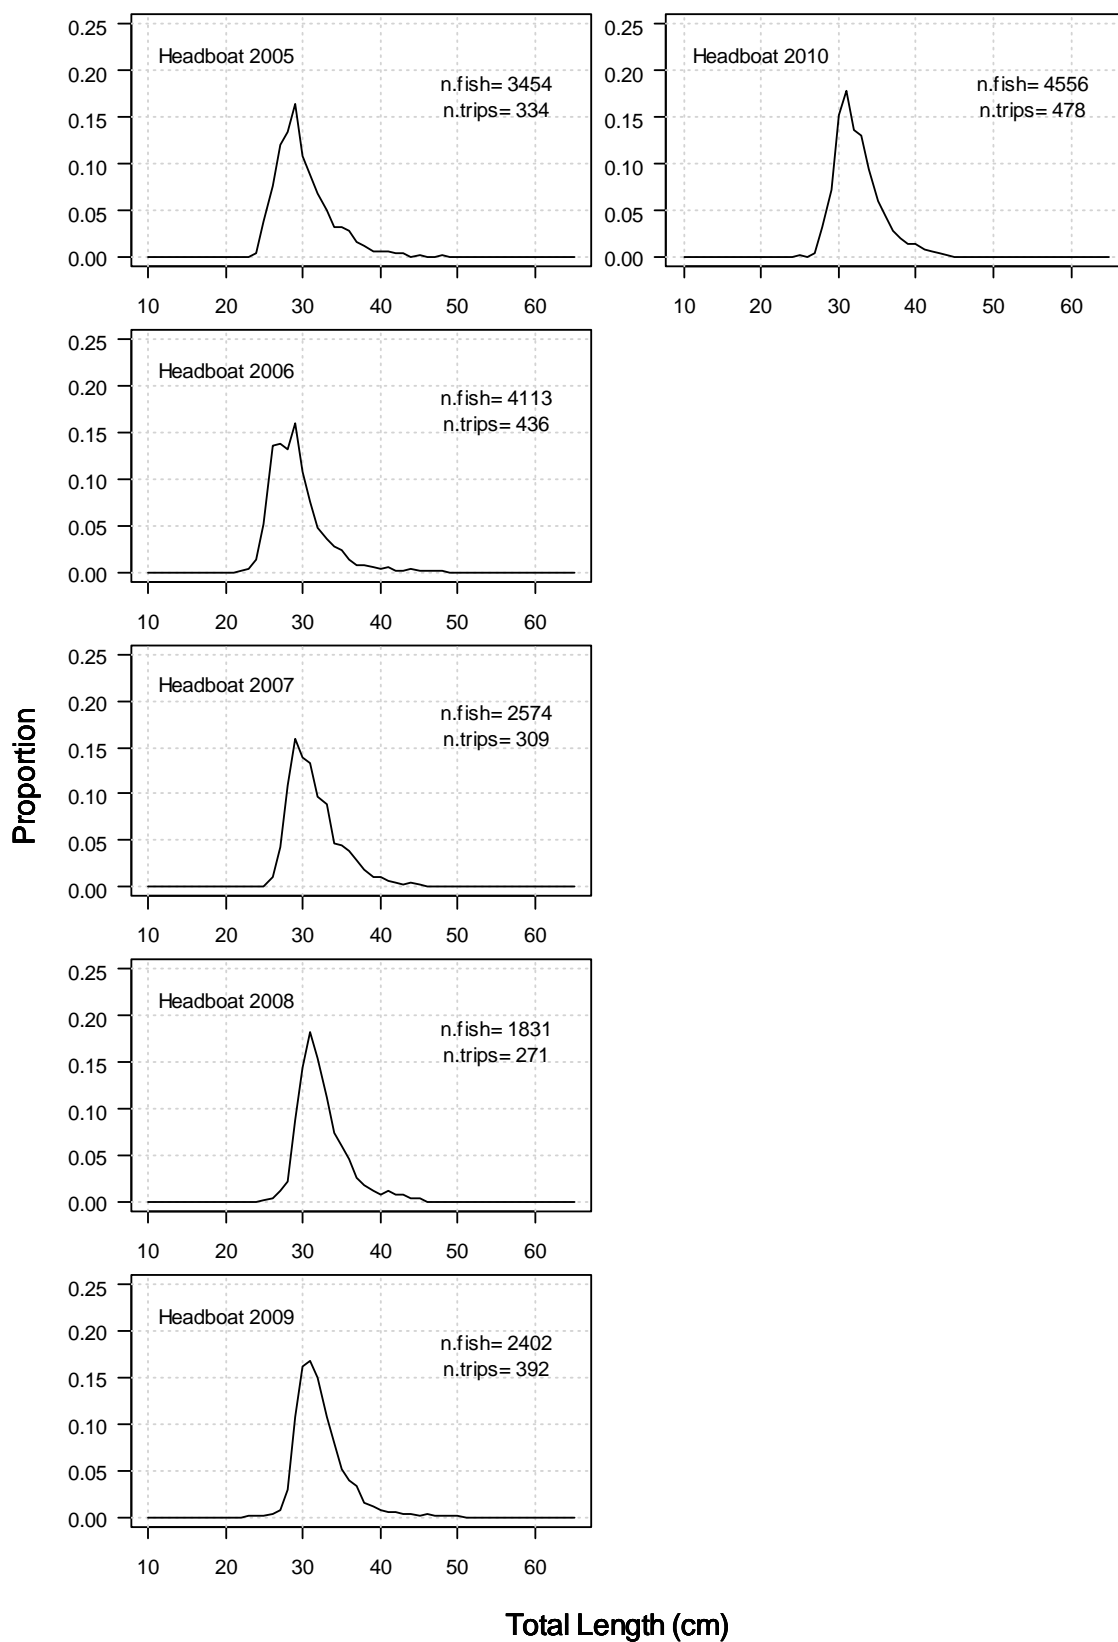 Proportion
0.25
0.20
0.15
0.10
0.05
0.00
Headboat 2005
n.fish= 3454
n.trips= 334
10 20 30 40 50 60
0.25
0.20
0.15
0.10
0.05
0.00
Headboat 2010
n.fish= 4556
n.trips= 478
10 20 30 40 50 60
0.25
0.20
0.15
0.10
0.05
0.00
Headboat 2006
n.fish= 4113
n.trips= 436
10 20 30 40 50 60
0.25
0.20
0.15
0.10
0.05
0.00
Headboat 2007
n.fish= 2574
n.trips= 309
10 20 30 40 50 60
0.25
0.20
0.15
0.10
0.05
0.00
Headboat 2008
n.fish= 1831
n.trips= 271
10 20 30 40 50 60
0.25
0.20
0.15
0.10
0.05
0.00
Headboat 2009
n.fish= 2402
n.trips= 392
10 20 30 40 50 60
Total Length (cm)